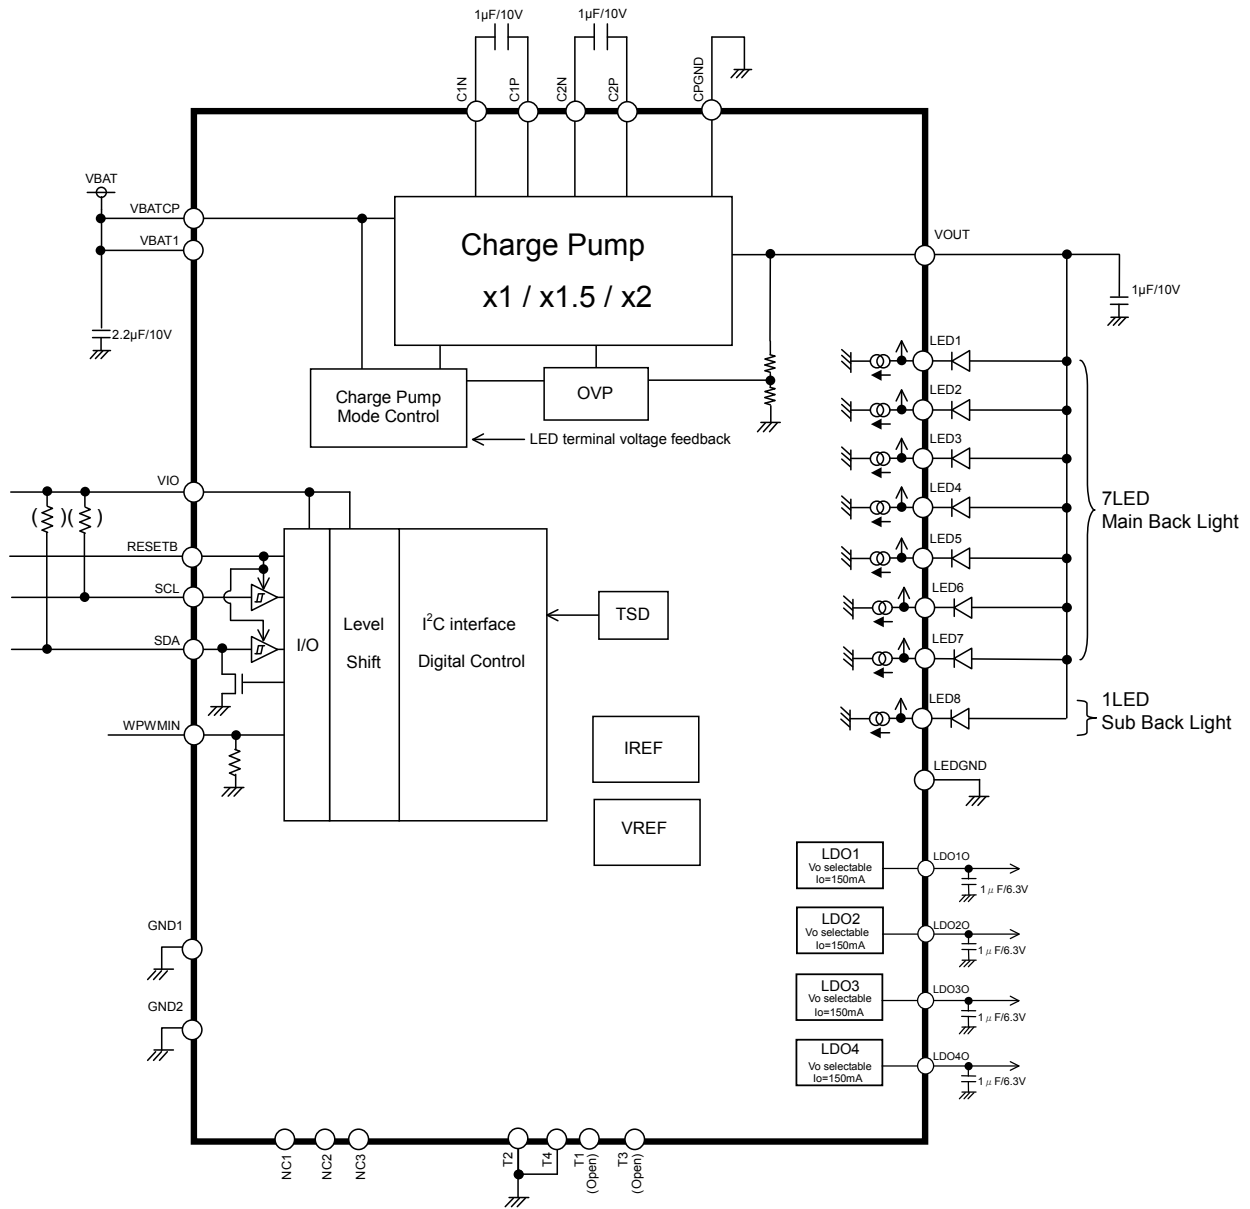 1μF/10V
1μF/10V
C1N
C1P
C2N
C2P
CPGND
VBAT
VBATCP
VBAT1
2.2μF/10V
Charge Pump
x1 / x1.5 / x2
VOUT
1μF/10V
Charge Pump
Mode Control
OVP
LED terminal voltage feedback
LED1
LED2
LED3
LED4
LED5
LED6
LED7
LED8
7LED
Main Back Light
1LED
Sub Back Light
LEDGND
VIO
( )( )
RESETB
SCL
SDA
WPWMIN
I/O
Level
Shift
I²C interface
Digital Control
TSD
IREF
VREF
LDO1
Vo selectable
Io=150mA
LDO1O
1μF/6.3V
LDO2
Vo selectable
Io=150mA
LDO2O
1μF/6.3V
LDO3
Vo selectable
Io=150mA
LDO3O
1μF/6.3V
LDO4
Vo selectable
Io=150mA
LDO4O
1μF/6.3V
GND1
GND2
NC1
NC2
NC3
T2
T4
T1
(Open)
T3
(Open)